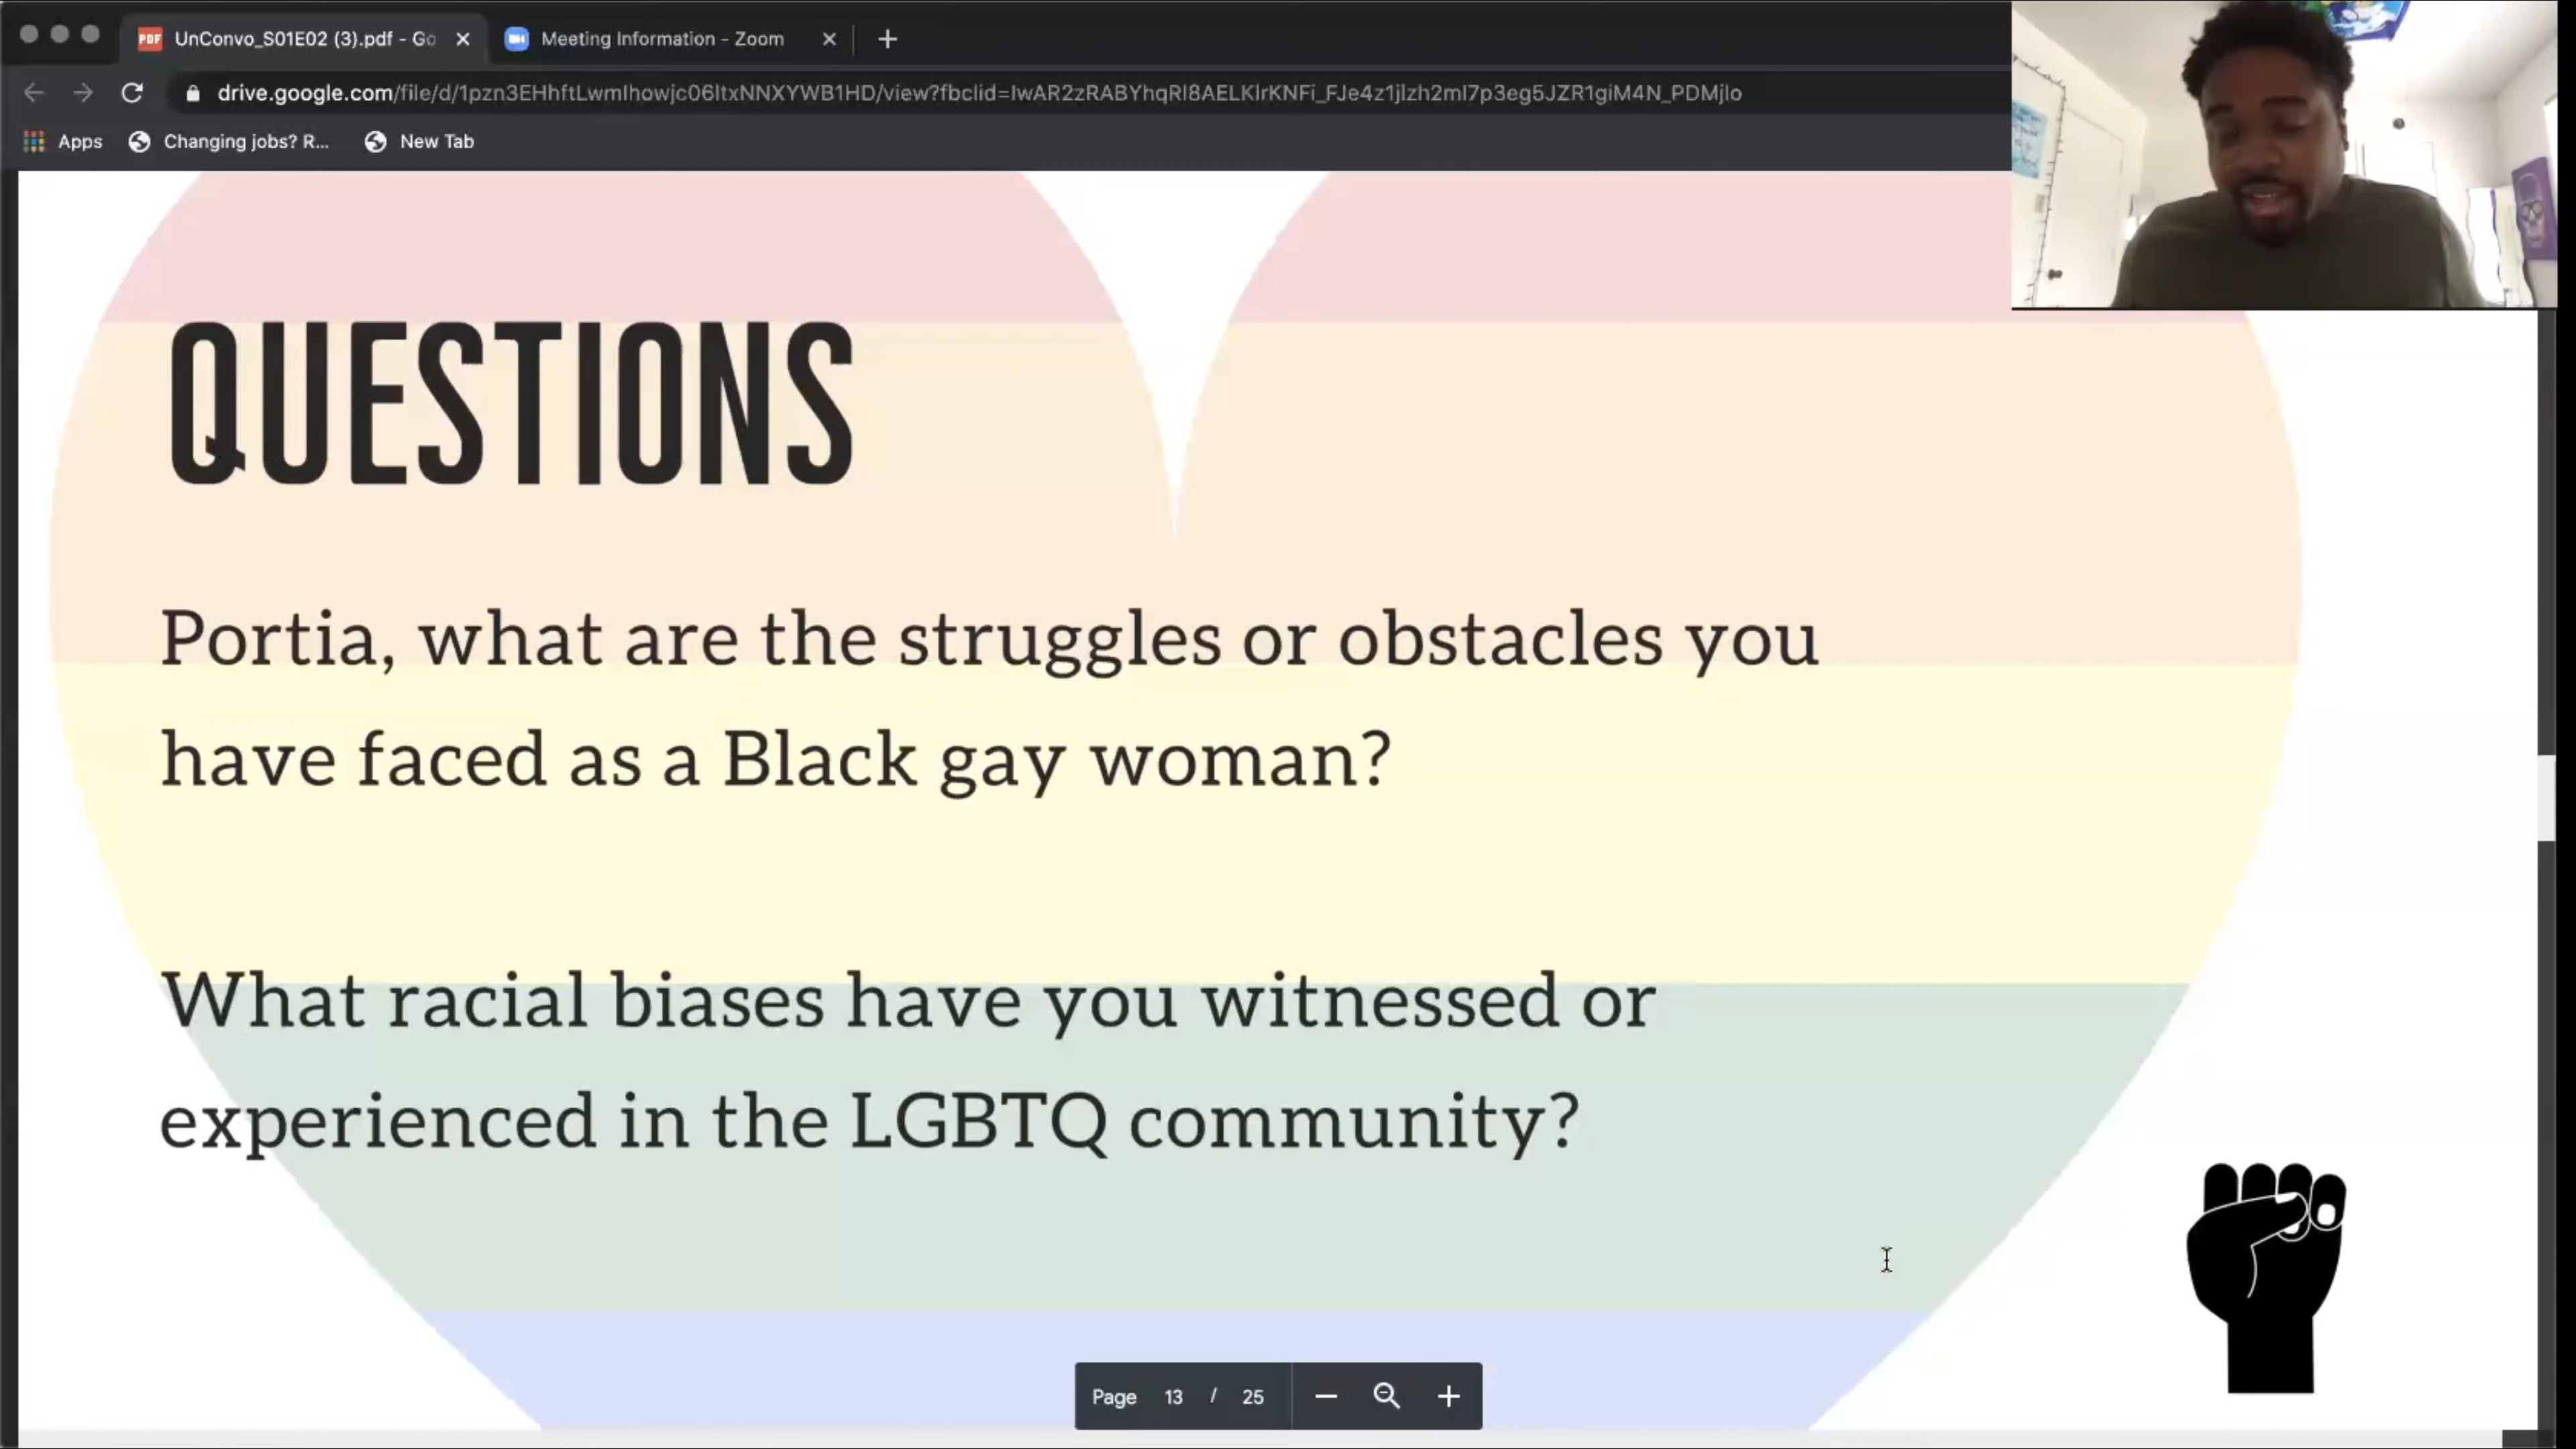 UnConvo_S01E02 (3).pdf - Go
Meeting Information - Zoom
drive.google.com/file/d/1pzn3EHhftLwmIhowjc06ltxNNXYWB1HD/view?fbclid=IwAR2zRABYhqRI8AELKlrKNFi_FJe4z1jlzh2mI7p3eg5JZR1giM4N_PDMjlo
Apps
Changing jobs? R...
New Tab
QUESTIONS
Portia, what are the struggles or obstacles you
have faced as a Black gay woman?
What racial biases have you witnessed or
experienced in the LGBTQ community?
Page 13 / 25